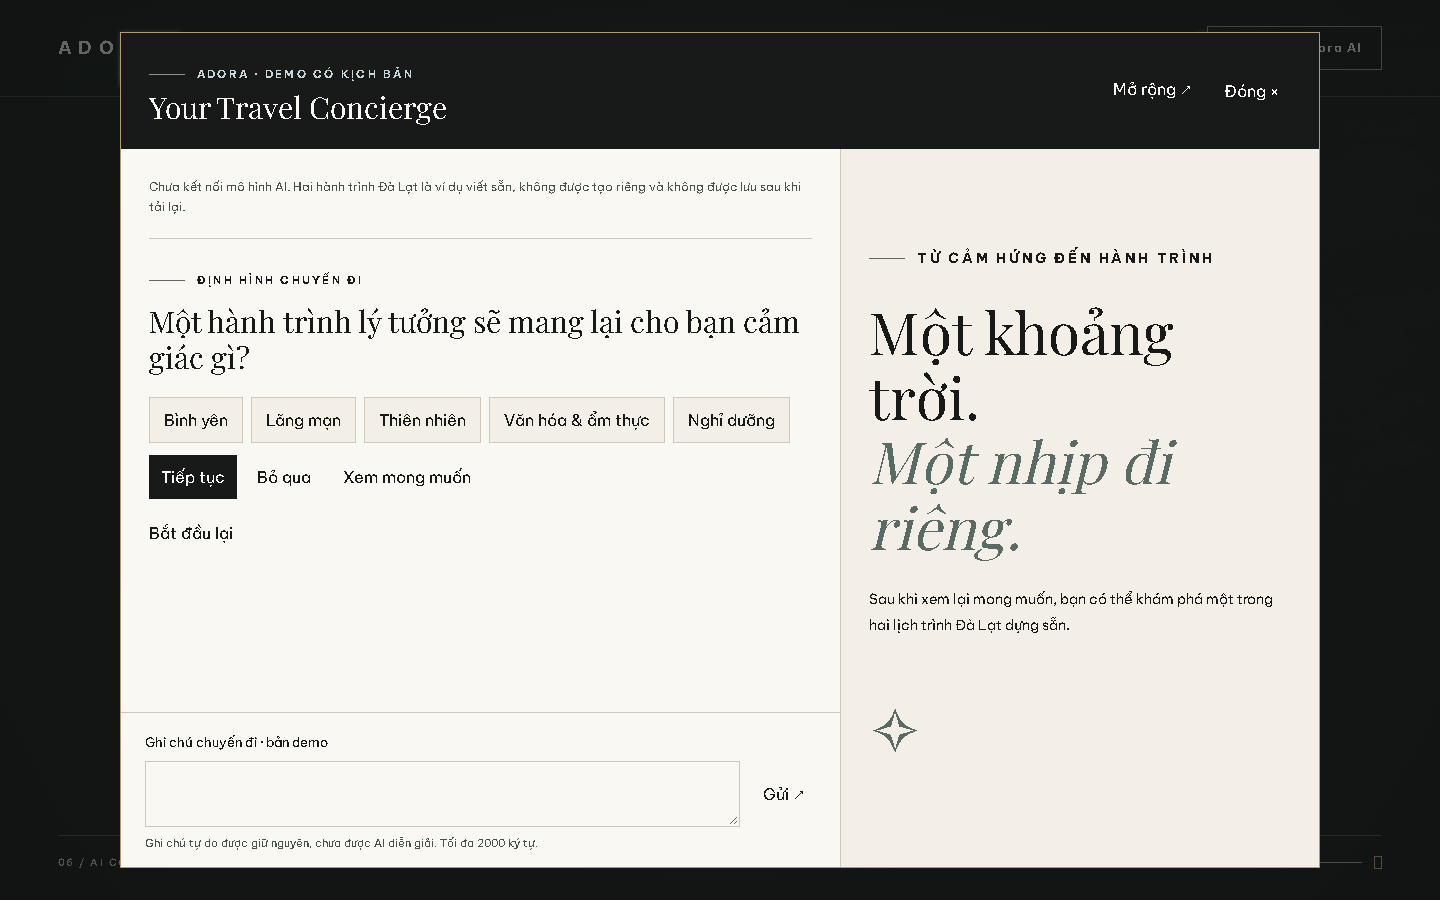 ADO
ora AI
ADORA · DEMO CÓ KỊCH BẢN
Your Travel Concierge
Mở rộng ↗
Đóng ×
Chưa kết nối mô hình AI. Hai hành trình Đà Lạt là ví dụ viết sẵn, không được tạo riêng và không được lưu sau khi
tải lại.
ĐỊNH HÌNH CHUYẾN ĐI
Một hành trình lý tưởng sẽ mang lại cho bạn cảm
giác gì?
Bình yên
Lãng mạn
Thiên nhiên
Văn hóa & ẩm thực
Nghỉ dưỡng
Tiếp tục
Bỏ qua
Xem mong muốn
Bắt đầu lại
Ghi chú chuyến đi · bản demo
Gửi ↗
Ghi chú tự do được giữ nguyên, chưa được AI diễn giải. Tối đa 2000 ký tự.
TỪ CẢM HỨNG ĐẾN HÀNH TRÌNH
Một khoảng
trời.
Một nhịp đi
riêng.
Sau khi xem lại mong muốn, bạn có thể khám phá một trong
hai lịch trình Đà Lạt dựng sẵn.
06 / AI C